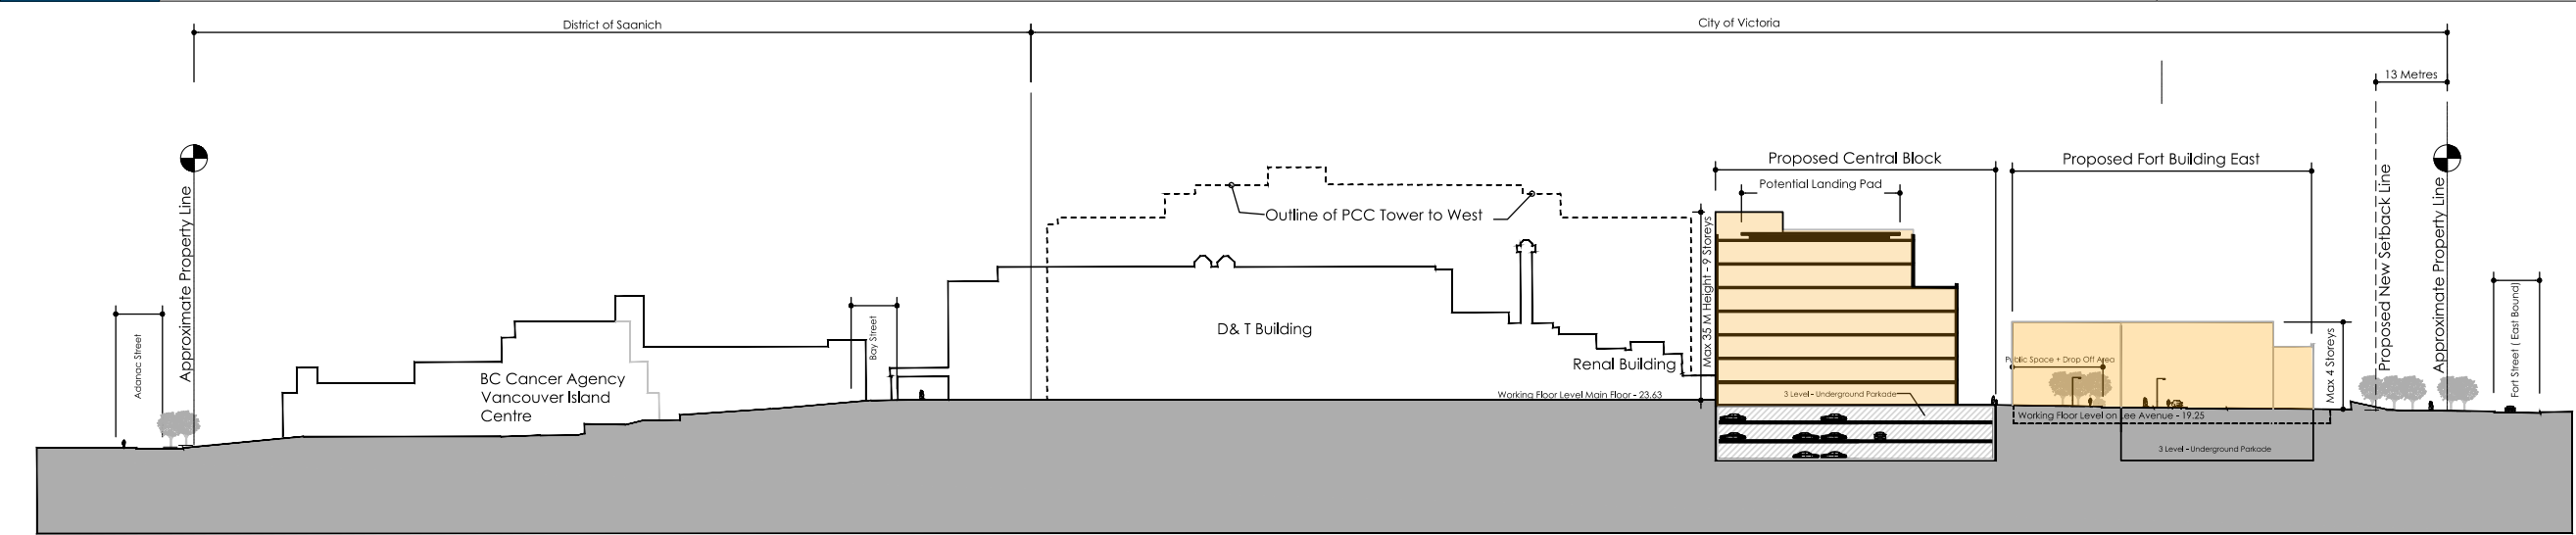 District of Saanich
City of Victoria
13 Metres
Adanac Street
Approximate Property Line
BC Cancer Agency
Vancouver Island
Centre
Bay Street
Outline of PCC Tower to West
D& T Building
Renal Building
Working Floor Level Main Floor - 23.63
Proposed Central Block
Potential Landing Pad
Max 35 M Height - 9 Storeys
3 Level - Underground Parkade
Proposed Fort Building East
Public Space + Drop Off Area
Working Floor Level on Lee Avenue - 19.25
3 Level - Underground Parkade
Max 4 Storeys
Proposed New Setback Line
Approximate Property Line
Fort Street ( East Bound)